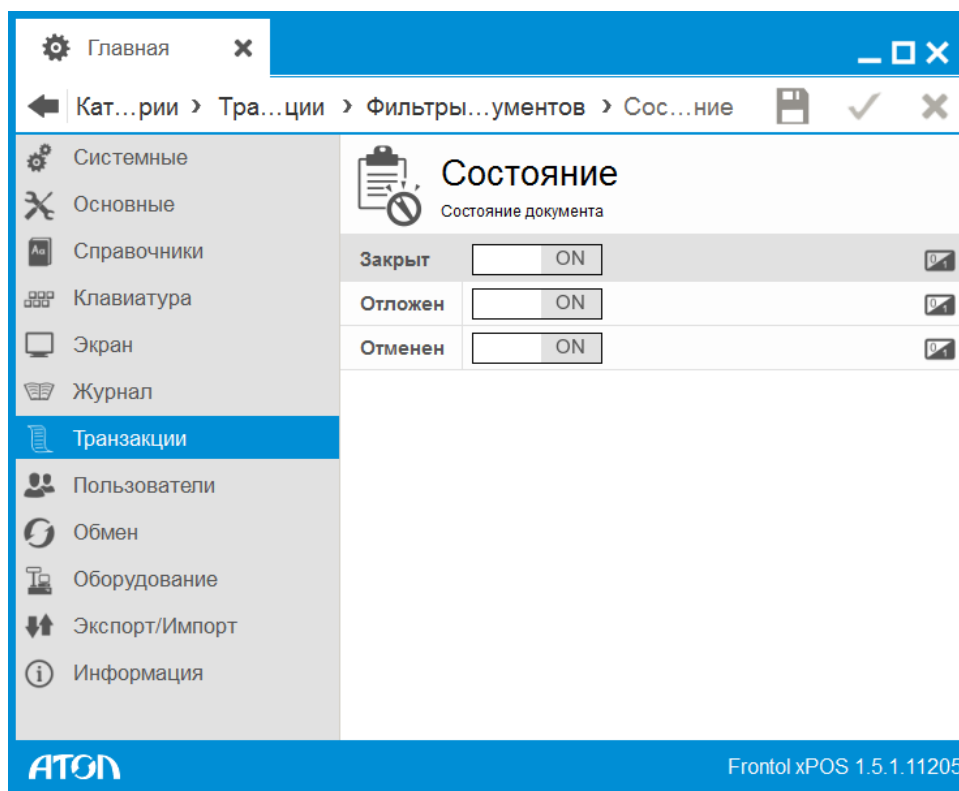 Главная
Кат...рии › Тра...ции › Фильтры...ументов › Сос...ние
Системные
Основные
Справочники
Клавиатура
Экран
Журнал
Транзакции
Пользователи
Обмен
Оборудование
Экспорт/Импорт
Информация
Состояние
Состояние документа
Закрыт ON
Отложен ON
Отменен ON
АТОЛ
Frontol xPOS 1.5.1.11205